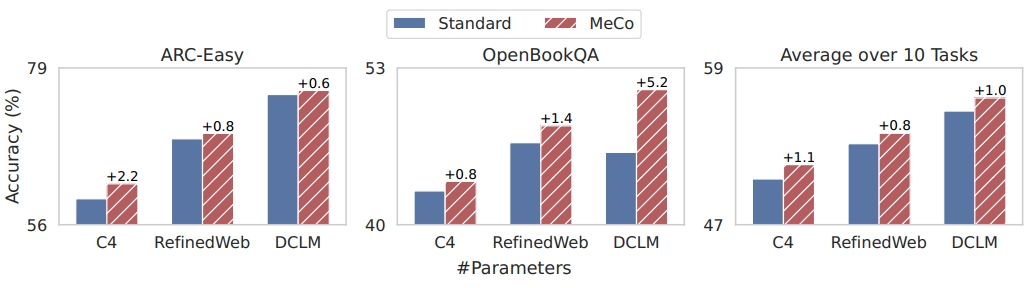 Standard MeCo
ARC-Easy OpenBookQA Average over 10 Tasks
Accuracy (%)
79 53 59
56 40 47
+2.2 +0.8 +0.6
+0.8 +1.4 +5.2
+1.1 +0.8 +1.0
C4 RefinedWeb DCLM C4 RefinedWeb DCLM C4 RefinedWeb DCLM
#Parameters